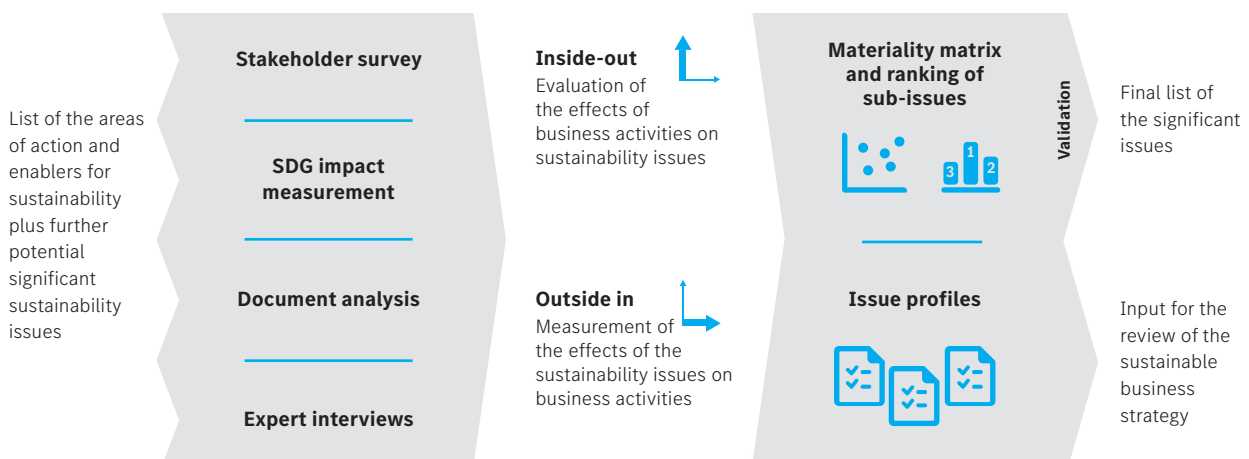 List of the areas
of action and
enablers for
sustainability
plus further
potential
significant
sustainability
issues
Stakeholder survey
SDG impact
measurement
Document analysis
Expert interviews
Inside-out
Evaluation of
the effects of
business activities on
sustainability issues
Outside in
Measurement of
the effects of the
sustainability issues on
business activities
Materiality matrix
and ranking of
sub-issues
3 1 2
Issue profiles
Validation
Final list of
the significant
issues
Input for the
review of the
sustainable
business
strategy